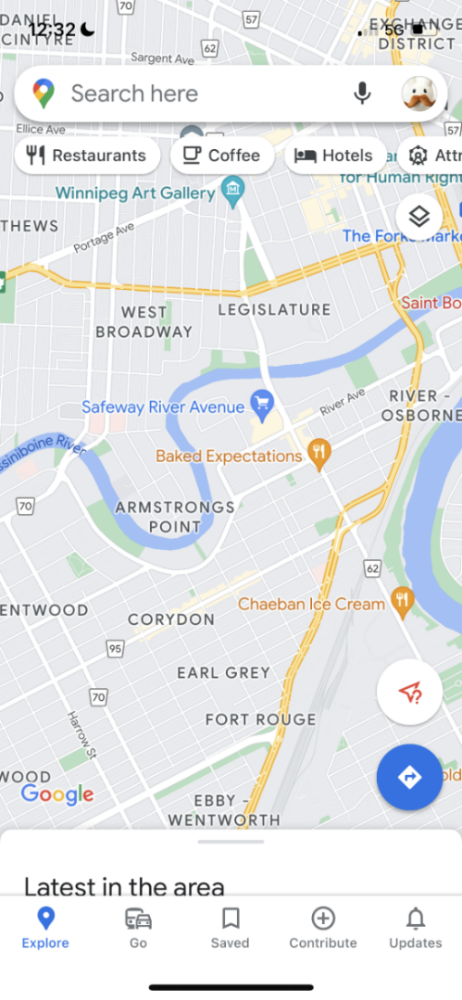 DANIEL
MCINTYRE
12:32
70
57
5G
EXCHANGE
DISTRICT
62
Sargent Ave
Search here
Ellice Ave
57
Restaurants
Coffee
Hotels
Attr
for Human Right
Winnipeg Art Gallery
THEWS
Portage Ave
The Forks Marke
WEST
BROADWAY
LEGISLATURE
Saint Bo
Safeway River Avenue
River Ave
RIVER -
OSBORNE
ssiniboine River
Baked Expectations
70
ARMSTRONGS
POINT
62
ENTWOOD
CORYDON
Chaeban Ice Cream
95
EARL GREY
70
FORT ROUGE
Harrow St
WOOD
Google
old
EBBY -
WENTWORTH
Latest in the area
Explore
Go
Saved
Contribute
Updates